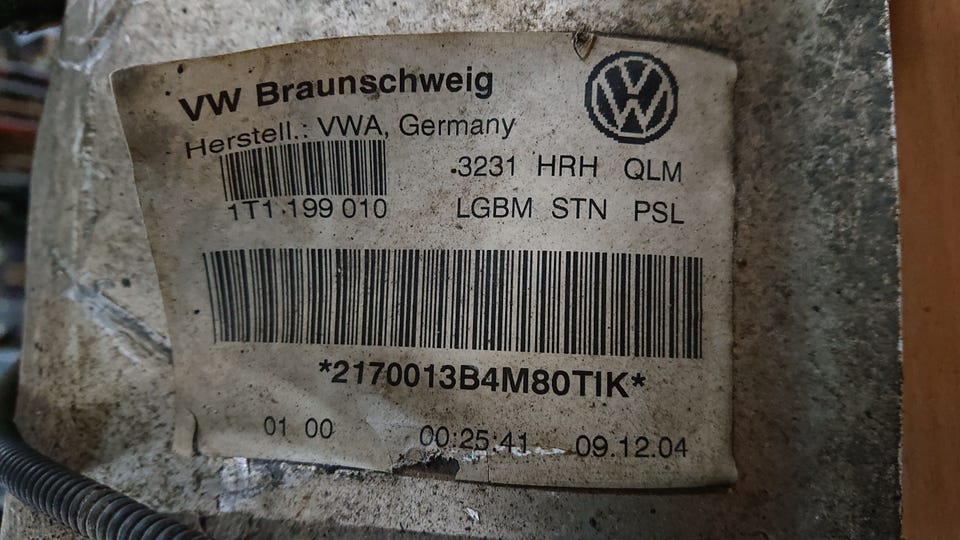 VW Braunschweig
Herstell.: VWA, Germany
3231 HRH QLM
1T1 199 010
LGBM STN PSL
*2170013B4M80TIK*
01 00 00:25:41 09.12.04